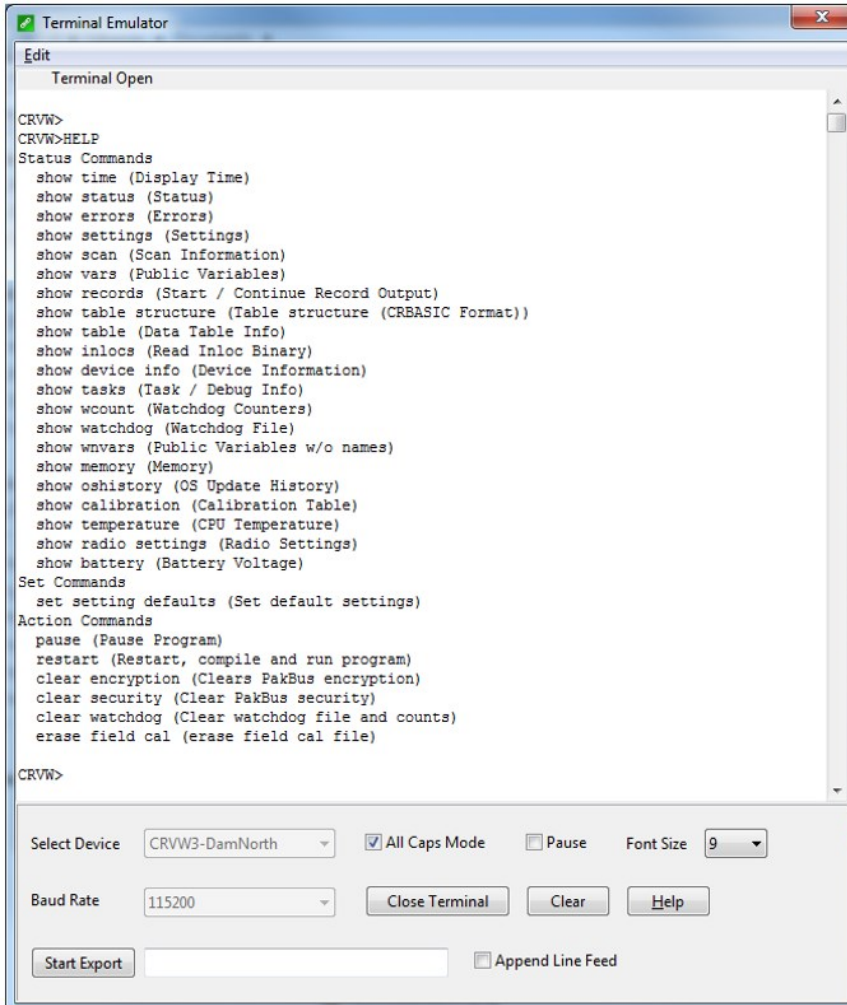 Terminal Emulator
Edit
Terminal Open
CRVW>
CRVW>HELP
Status Commands
show time (Display Time)
show status (Status)
show errors (Errors)
show settings (Settings)
show scan (Scan Information)
show vars (Public Variables)
show records (Start / Continue Record Output)
show table structure (Table structure (CRBASIC Format))
show table (Data Table Info)
show inlocs (Read Inloc Binary)
show device info (Device Information)
show tasks (Task / Debug Info)
show wcount (Watchdog Counters)
show watchdog (Watchdog File)
show wnvars (Public Variables w/o names)
show memory (Memory)
show oshistory (OS Update History)
show calibration (Calibration Table)
show temperature (CPU Temperature)
show radio settings (Radio Settings)
show battery (Battery Voltage)
Set Commands
set setting defaults (Set default settings)
Action Commands
pause (Pause Program)
restart (Restart, compile and run program)
clear encryption (Clears PakBus encryption)
clear security (Clear PakBus security)
clear watchdog (Clear watchdog file and counts)
erase field cal (erase field cal file)
CRVW>
Select Device CRVW3-DamNorth All Caps Mode Pause Font Size 9
Baud Rate 115200 Close Terminal Clear Help
Start Export Append Line Feed